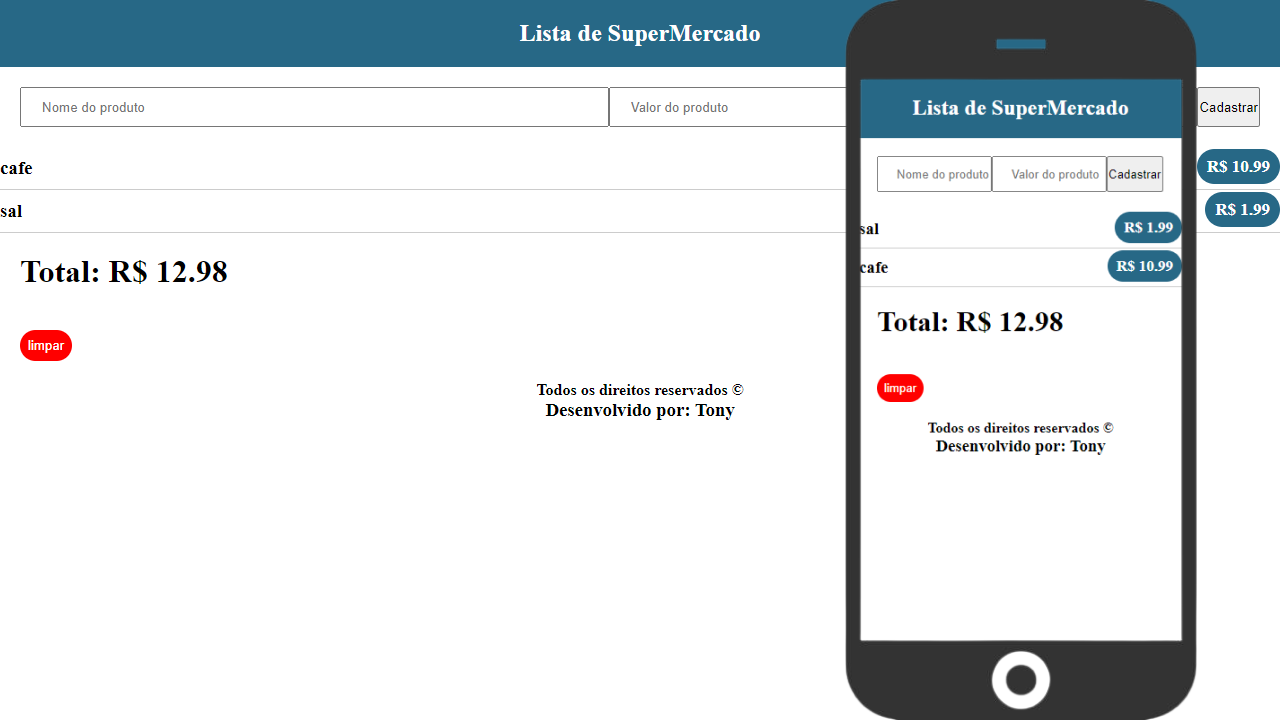 Lista de SuperMercado
Nome do produto
Valor do produto
Cadastrar
cafe
R$ 10.99
sal
R$ 1.99
Total: R$ 12.98
limpar
Todos os direitos reservados ©
Desenvolvido por: Tony
Lista de SuperMercado
Nome do produto
Valor do produto
Cadastrar
sal
R$ 1.99
cafe
R$ 10.99
Total: R$ 12.98
limpar
Todos os direitos reservados ©
Desenvolvido por: Tony